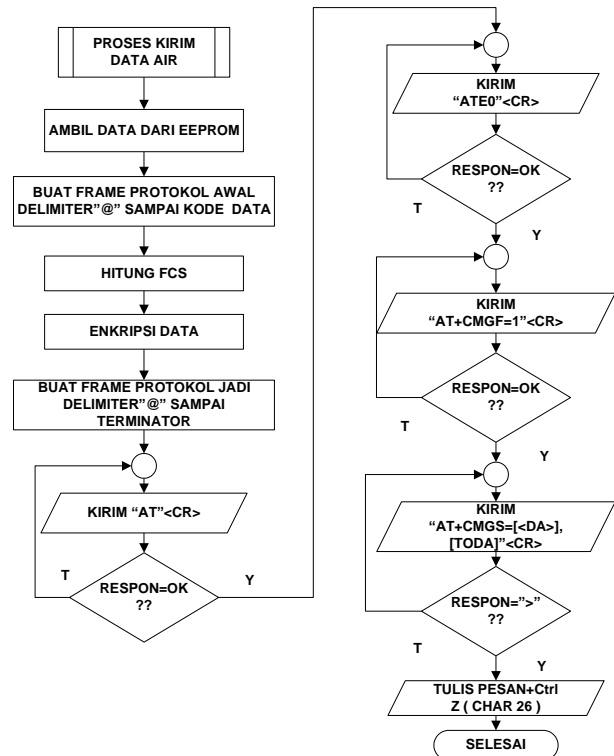 PROSES KIRIM
DATA AIR
AMBIL DATA DARI EEPROM
BUAT FRAME PROTOKOL AWAL
DELIMITER”@” SAMPAI KODE DATA
HITUNG FCS
ENKRIPSI DATA
BUAT FRAME PROTOKOL JADI
DELIMITER”@” SAMPAI
TERMINATOR
KIRIM “AT”<CR>
RESPON=OK
??
T
Y
KIRIM
“ATE0”<CR>
RESPON=OK
??
T
Y
KIRIM
“AT+CMGF=1”<CR>
RESPON=OK
??
T
Y
KIRIM
“AT+CMGS=[<DA>],
[TODA]”<CR>
RESPON=”>”
??
T
Y
TULIS PESAN+Ctrl
Z ( CHAR 26 )
SELESAI